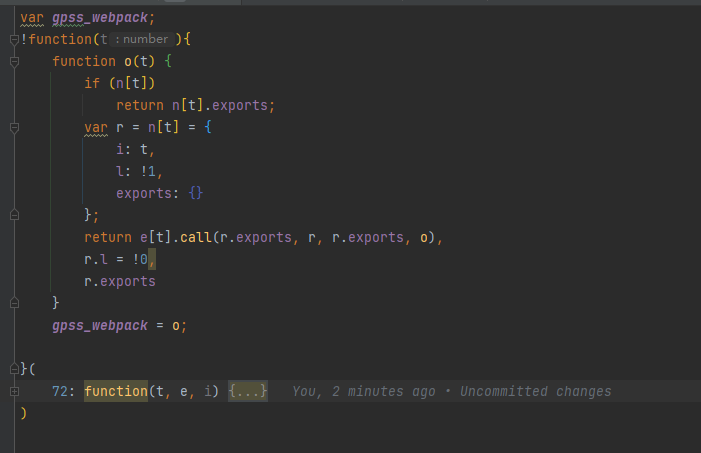 var gpss_webpack;
!function(t :number){
function o(t) {
if (n[t])
return n[t].exports;
var r = n[t] = {
i: t,
l: !1,
exports: {}
};
return e[t].call(r.exports, r, r.exports, o),
r.l = !0,
r.exports
}
gpss_webpack = o;
}(
72: function(t, e, i) {...} You, 2 minutes ago • Uncommitted changes
)